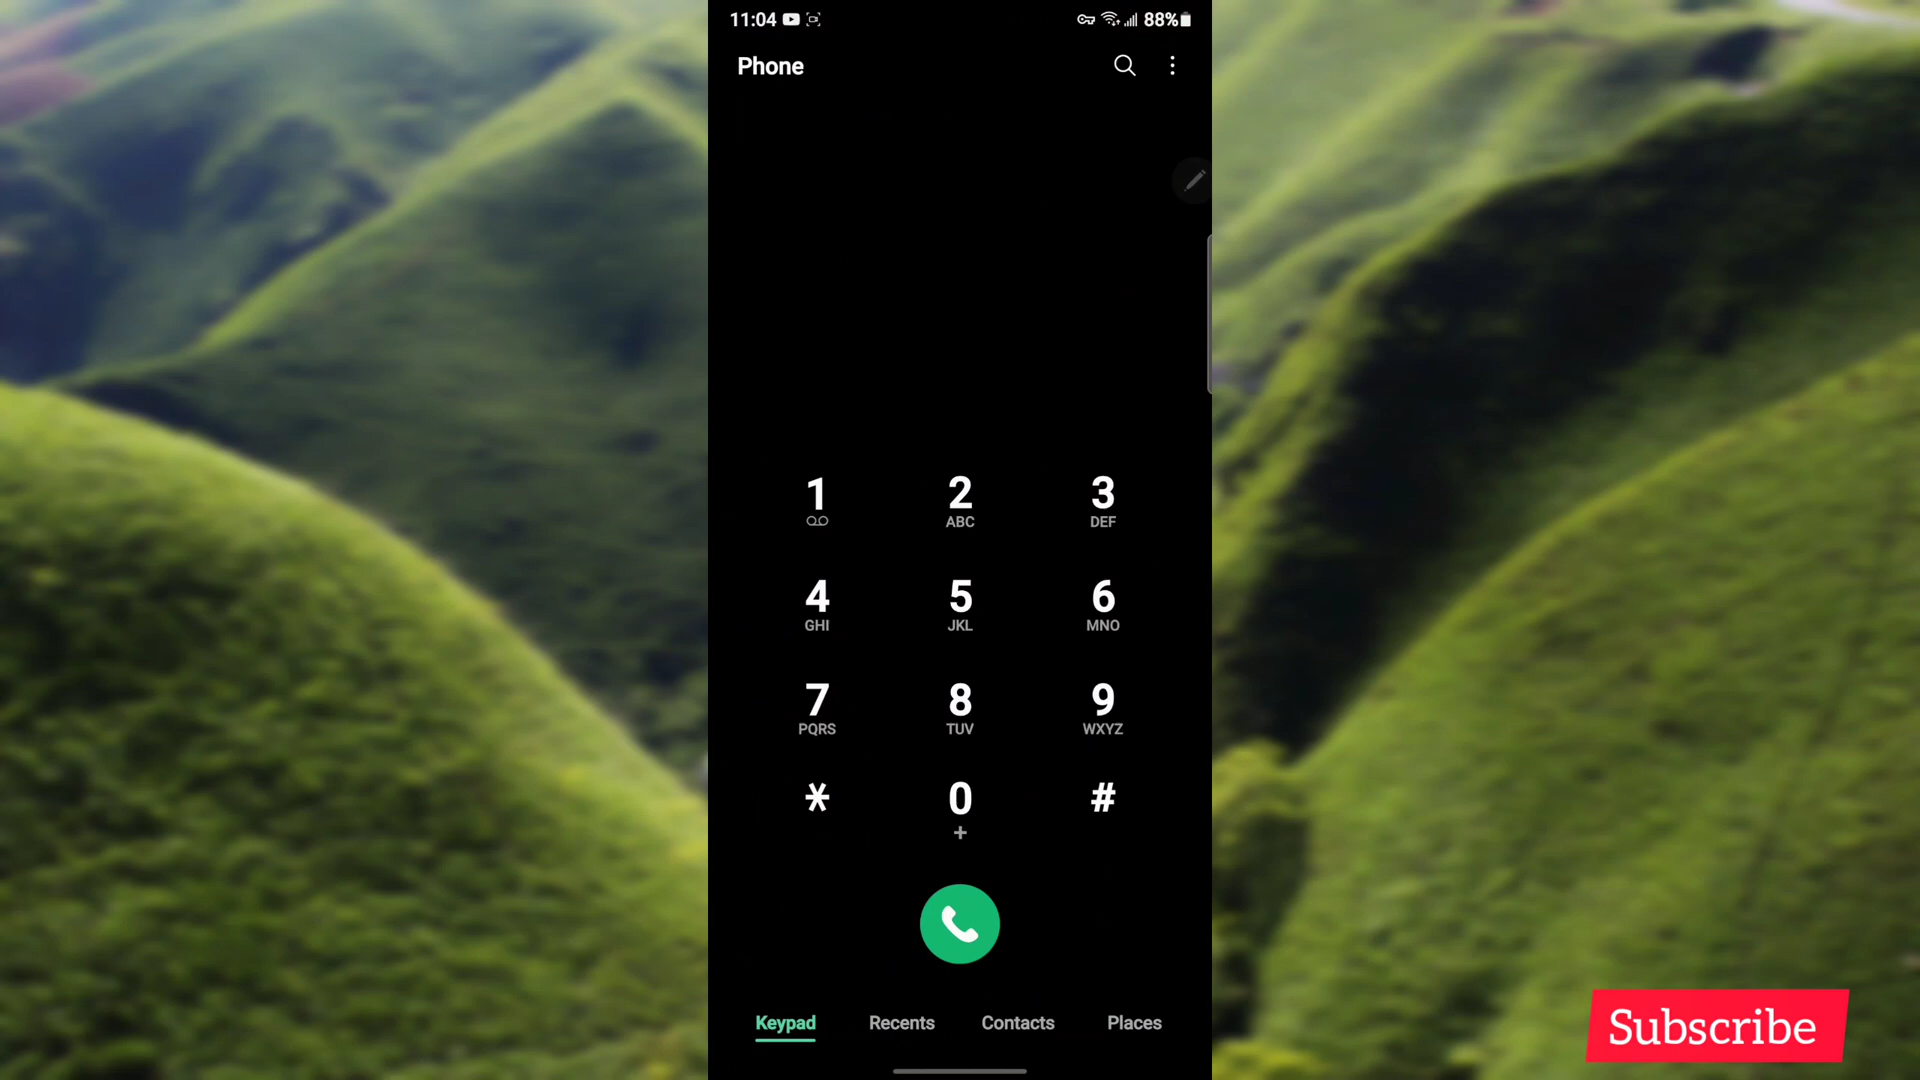 11:04 88%
Phone
1 2 3
ABC DEF
4 5 6
GHI JKL MNO
7 8 9
PQRS TUV WXYZ
* 0 #
+
Keypad Recents Contacts Places
Subscribe